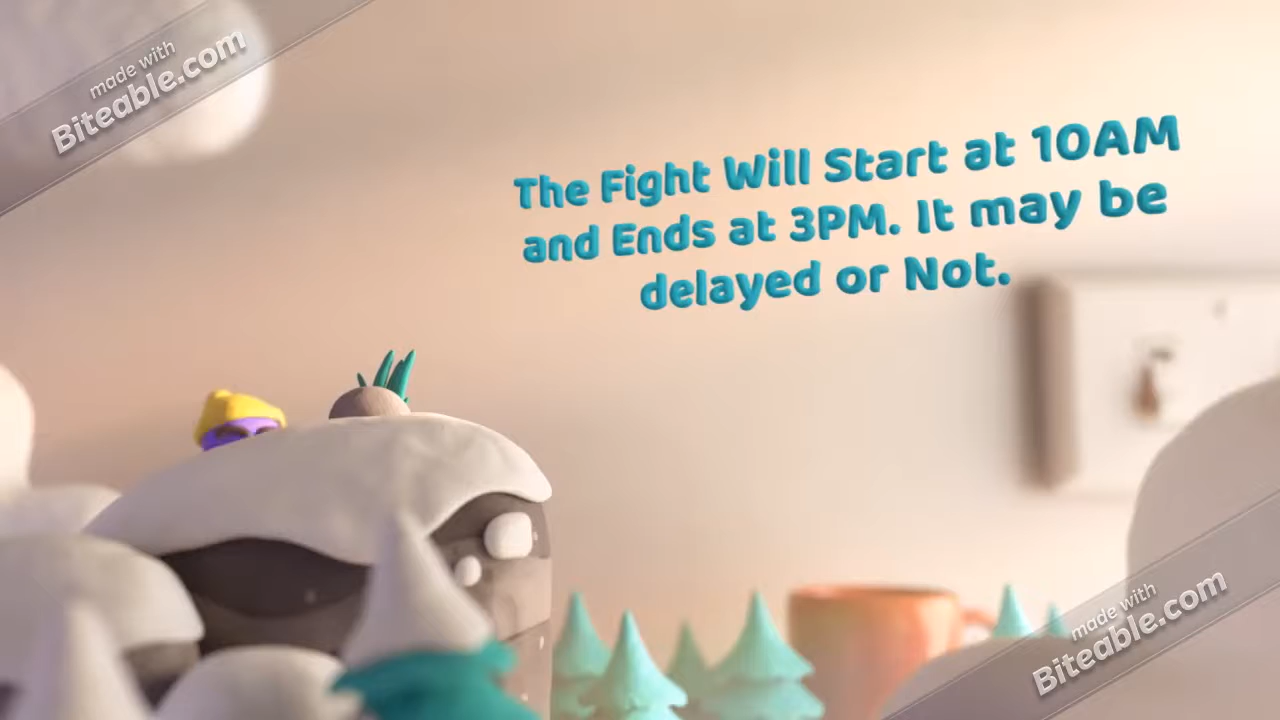 made with
Biteable.com
The Fight Will Start at 10AM
and Ends at 3PM. It may be
delayed or Not.
made with
Biteable.com